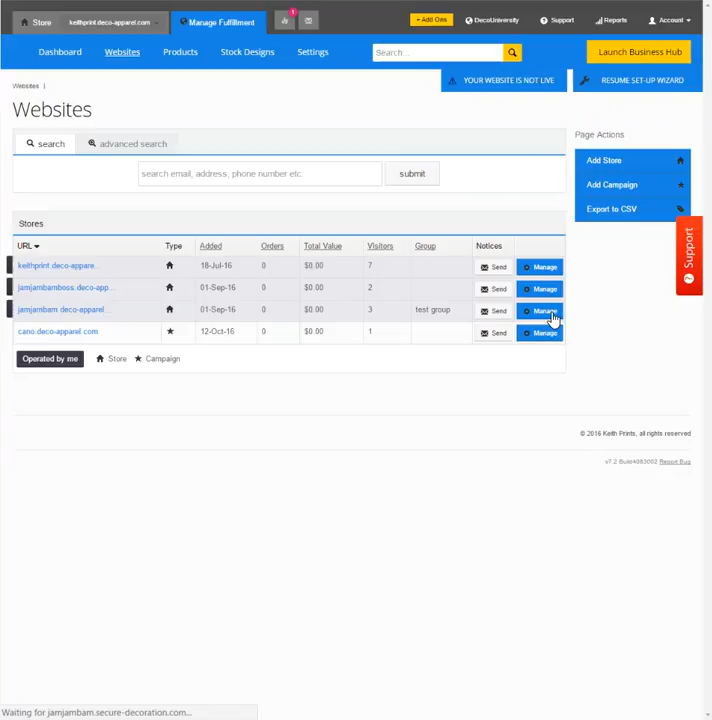 Store keithprint.deco-apparel.com Manage Fulfillment 1 + Add Ons DecoUniversity Support Reports Account
Dashboard Websites Products Stock Designs Settings Search... Launch Business Hub
YOUR WEBSITE IS NOT LIVE RESUME SET-UP WIZARD
Websites |
Websites
Page Actions
search advanced search
Add Store
search email, address, phone number etc. submit
Add Campaign
Export to CSV
Stores
URL Type Added Orders Total Value Visitors Group Notices
keithprint.deco-appare... 18-Jul-16 0 $0.00 7 Send Manage
jamjambamboss.deco-app... 01-Sep-16 0 $0.00 2 Send Manage
jamjambam.deco-apparel... 01-Sep-16 0 $0.00 3 test group Send Manage
cano.deco-apparel.com 12-Oct-16 0 $0.00 1 Send Manage
Operated by me Store Campaign
? Support
© 2016 Keith Prints, all rights reserved
v7.2 Build4083002 Report Bug
Waiting for jamjambam.secure-decoration.com...